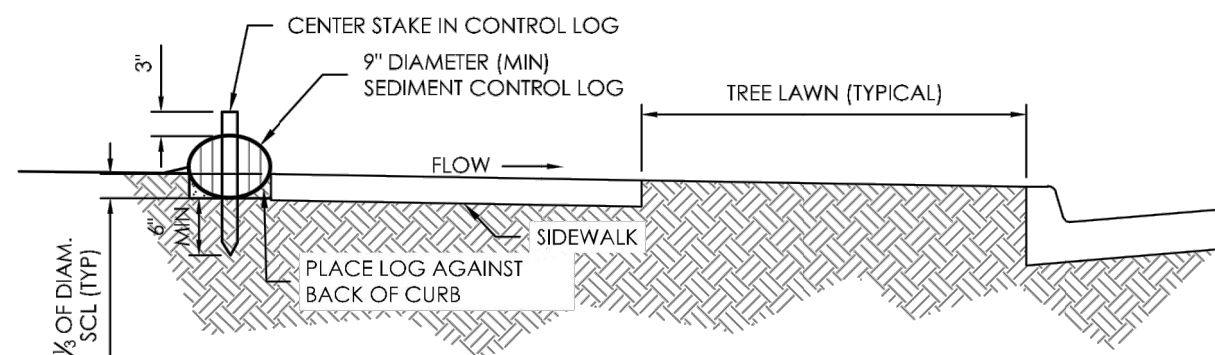 CENTER STAKE IN CONTROL LOG
3"
9" DIAMETER (MIN)
SEDIMENT CONTROL LOG
TREE LAWN (TYPICAL)
FLOW
6"
MIN
SIDEWALK
PLACE LOG AGAINST
BACK OF CURB
⅓ OF DIAM.
SCL (TYP)